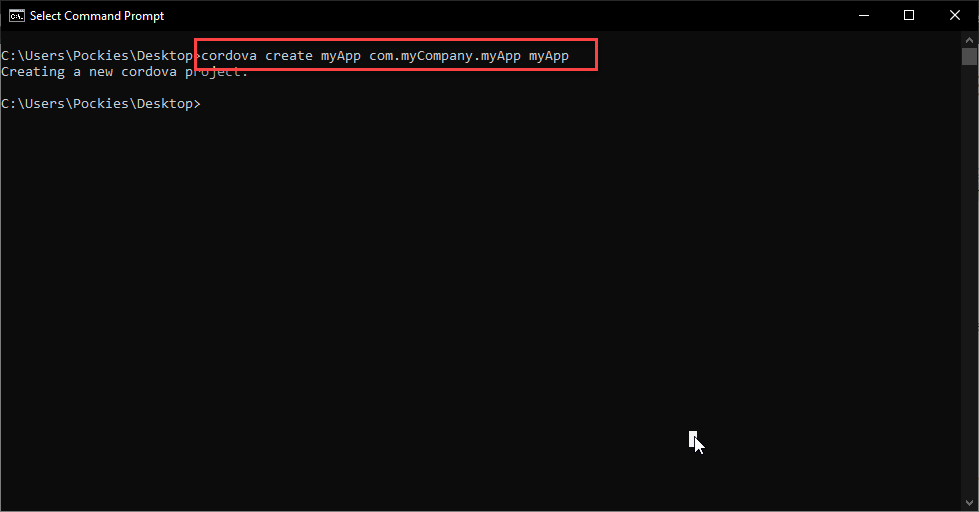 Select Command Prompt
C:\Users\Pockies\Desktop>cordova create myApp com.myCompany.myApp myApp
Creating a new cordova project.
C:\Users\Pockies\Desktop>